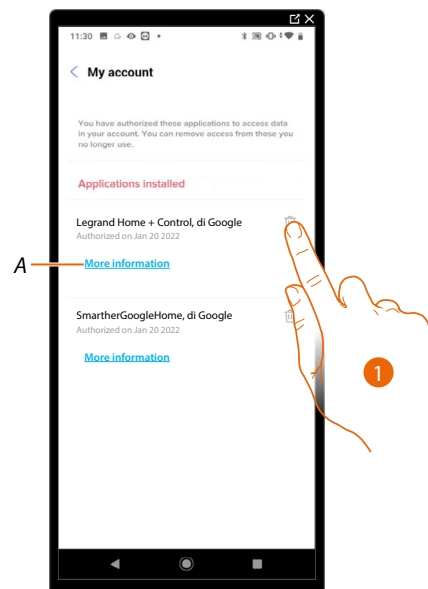 11:30
My account
You have authorized these applications to access data
in your account. You can remove access from those you
no longer use.
Applications installed
Legrand Home + Control, di Google
Authorized on Jan 20 2022
A
More information
SmartherGoogleHome, di Google
Authorized on Jan 20 2022
More information
1